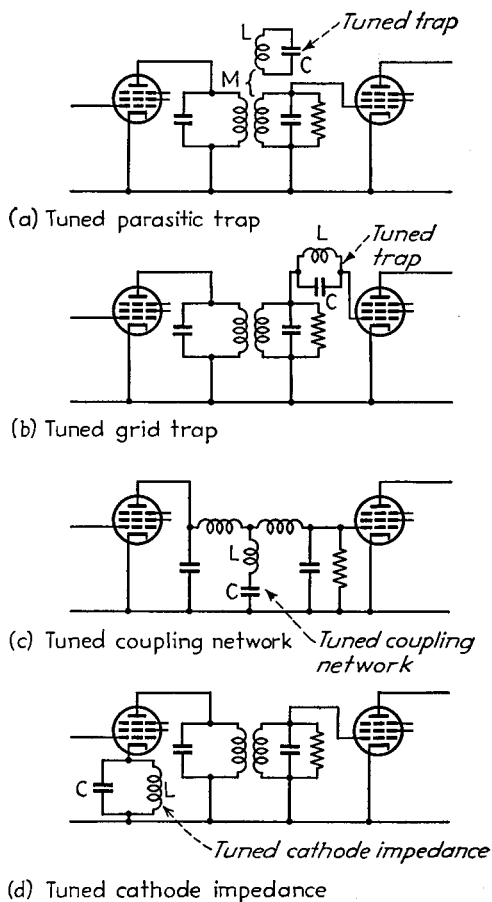 L
C
Tuned trap
M
(a) Tuned parasitic trap
L
C
Tuned
trap
(b) Tuned grid trap
L
C
(c) Tuned coupling network
Tuned coupling
network
C
L
Tuned cathode impedance
(d) Tuned cathode impedance